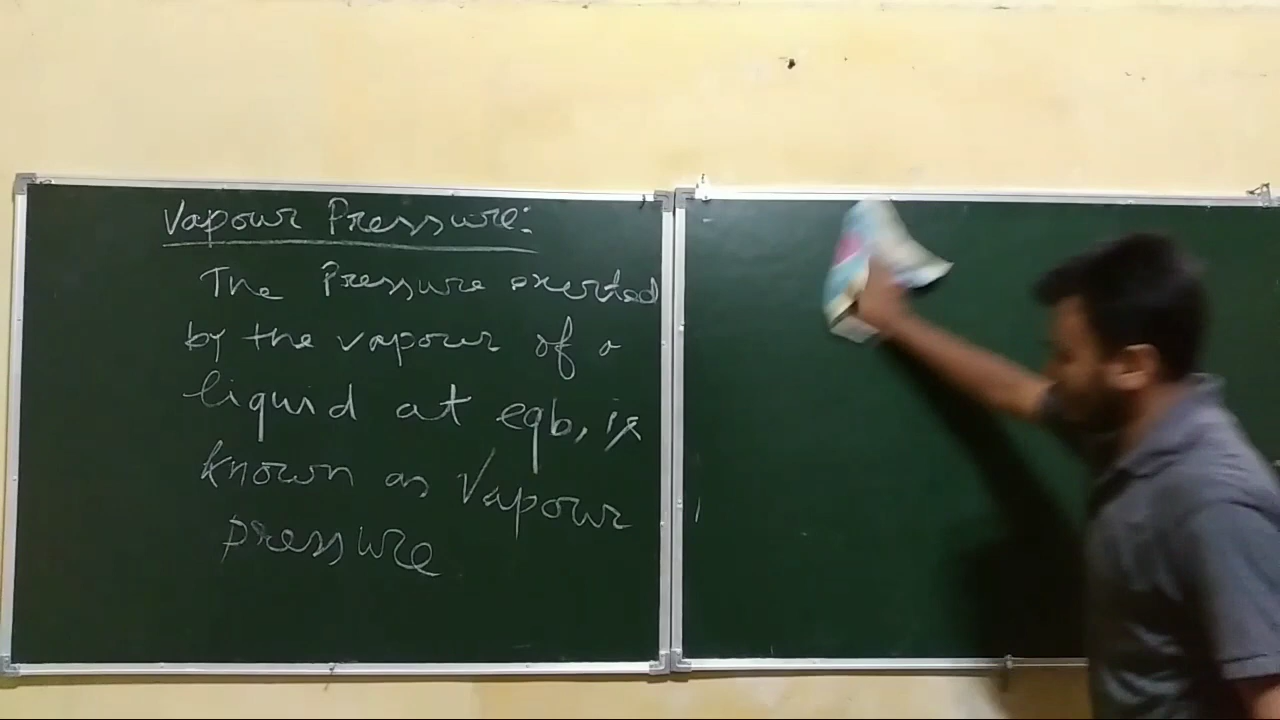 Vapour Pressure:
The Pressure exerted
by the vapour of a
liquid at eqb, is
known as Vapour
pressure